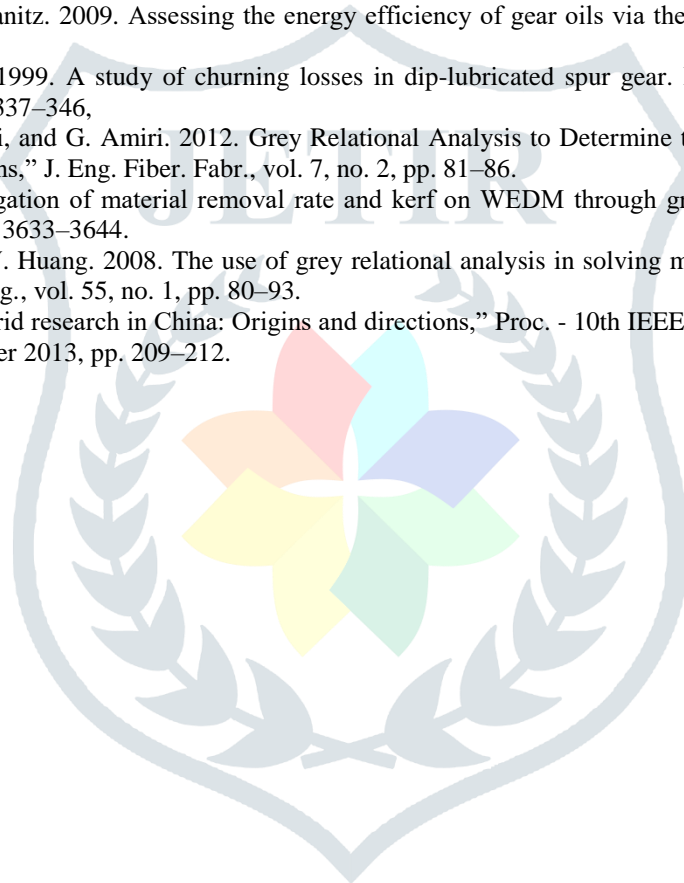 anitz. 2009. Assessing the energy efficiency of gear oils via the
1999. A study of churning losses in dip-lubricated spur gear.
337–346,
i, and G. Amiri. 2012. Grey Relational Analysis to Determine
ns,” J. Eng. Fiber. Fabr., vol. 7, no. 2, pp. 81–86.
gation of material removal rate and kerf on WEDM through
3633–3644.
. Huang. 2008. The use of grey relational analysis in solving
g., vol. 55, no. 1, pp. 80–93.
rid research in China: Origins and directions,” Proc. - 10th IEEE
er 2013, pp. 209–212.
JETIR